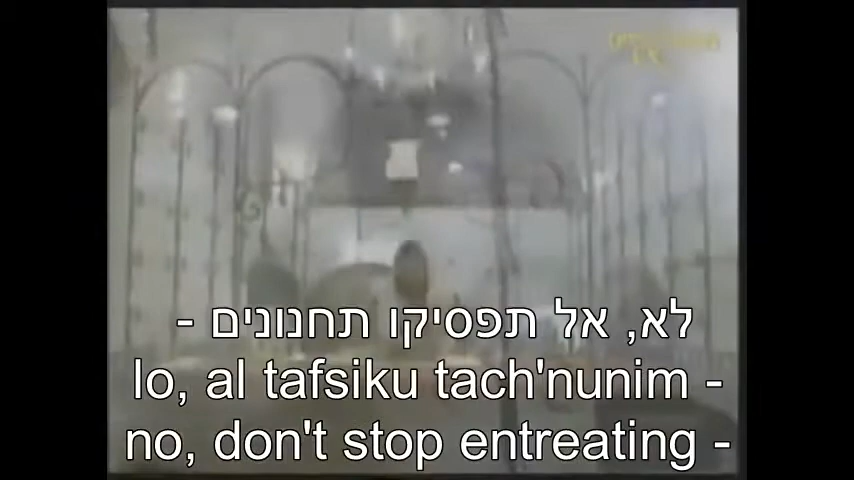 לא, אל תפסיקו תחנונים -
lo, al tafsiku tach'nunim -
no, don't stop entreating -